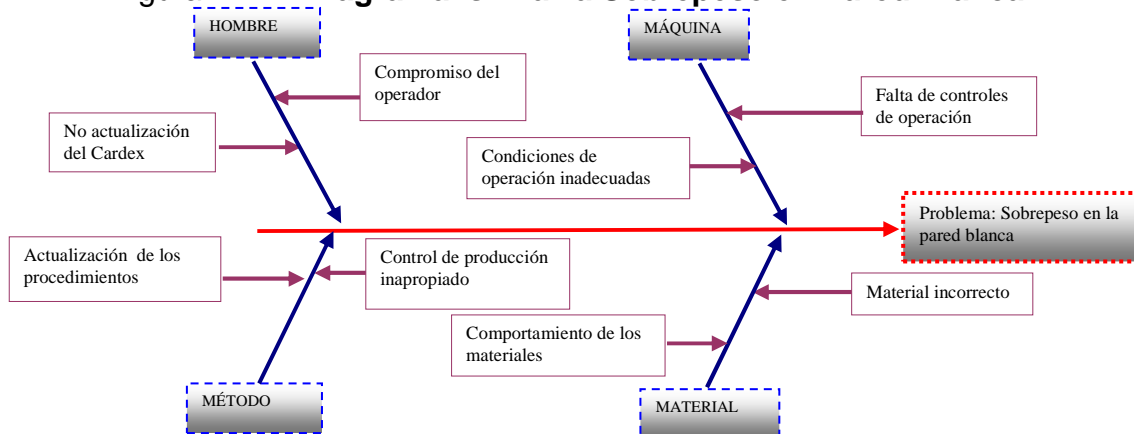 HOMBRE
MÁQUINA
Compromiso del
operador
Falta de controles
de operación
No actualización
del Cardex
Condiciones de
operación inadecuadas
Problema: Sobrepeso en la
pared blanca
Actualización de los
procedimientos
Control de producción
inapropiado
Material incorrecto
Comportamiento de los
materiales
MÉTODO
MATERIAL